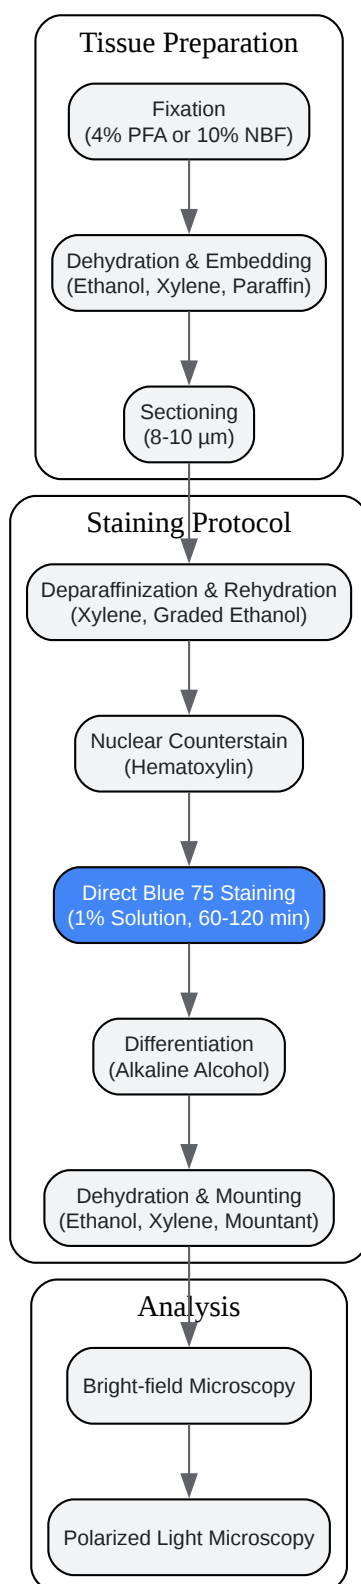 Tissue Preparation
Fixation
(4% PFA or 10% NBF)
Dehydration & Embedding
(Ethanol, Xylene, Paraffin)
Sectioning
(8-10 µm)
Staining Protocol
Deparaffinization & Rehydration
(Xylene, Graded Ethanol)
Nuclear Counterstain
(Hematoxylin)
Direct Blue 75 Staining
(1% Solution, 60-120 min)
Differentiation
(Alkaline Alcohol)
Dehydration & Mounting
(Ethanol, Xylene, Mountant)
Analysis
Bright-field Microscopy
Polarized Light Microscopy